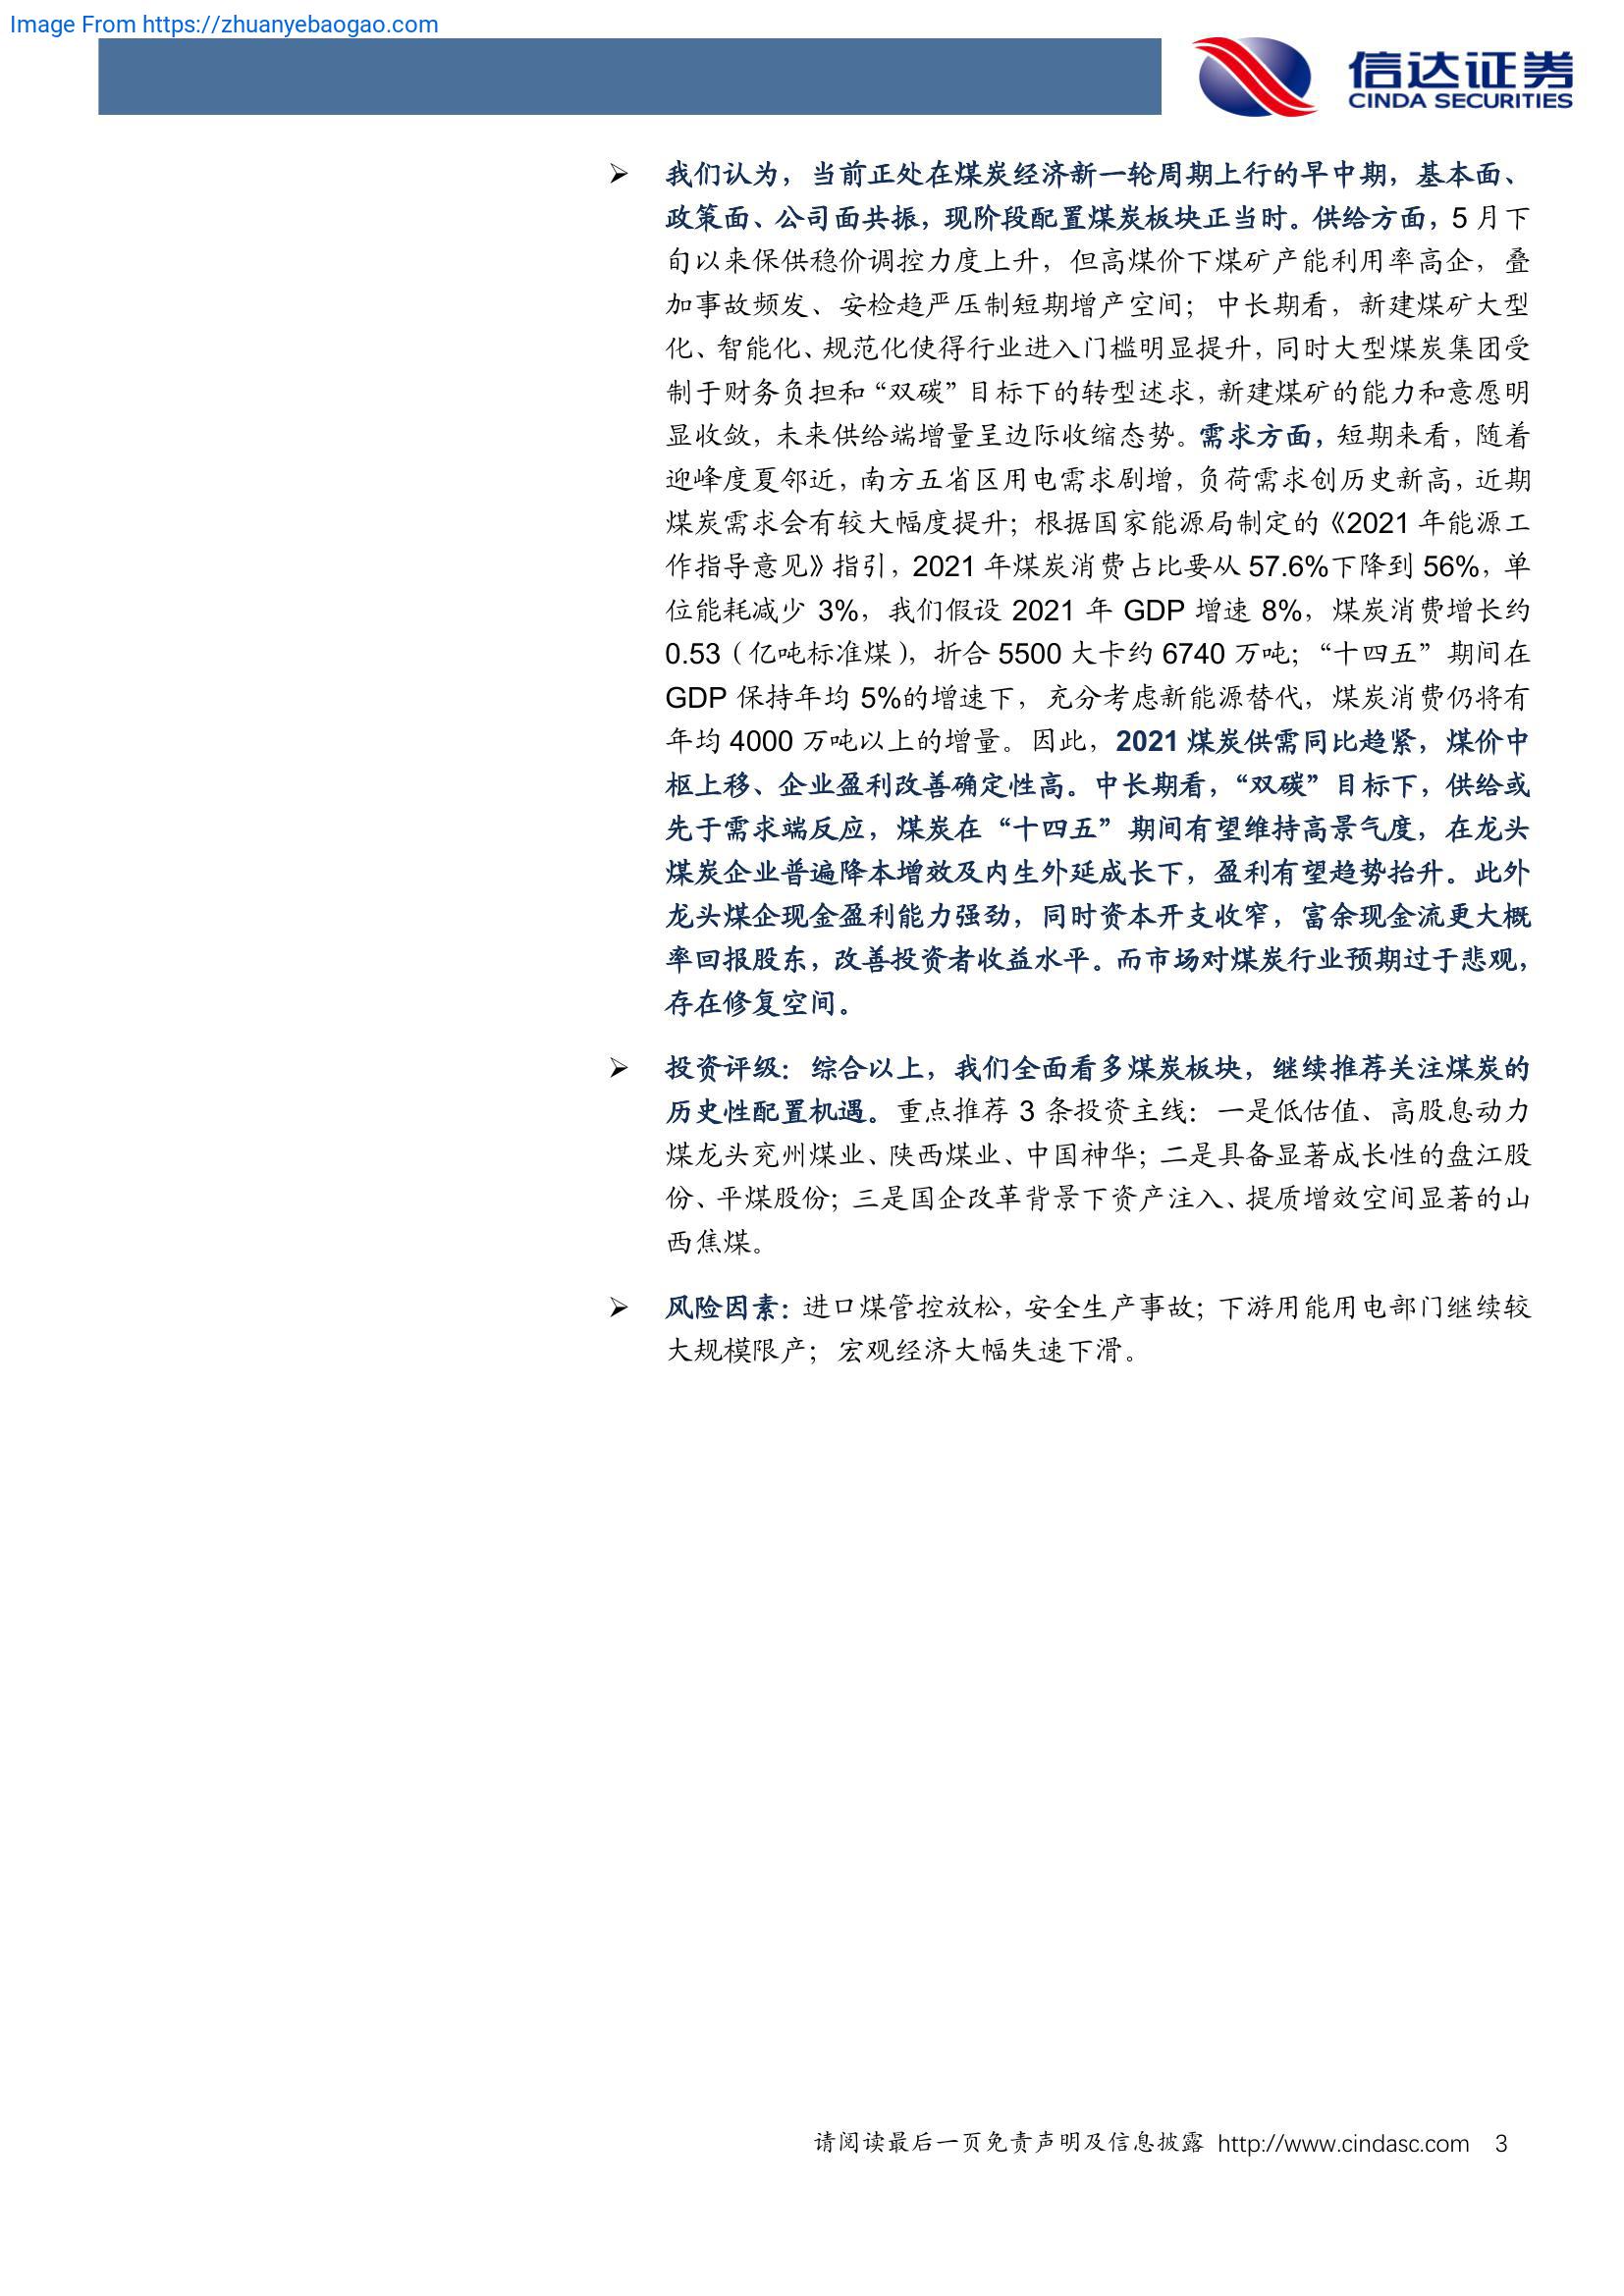 Image From https://zhuanyebaogao.com
信达证券
CINDA SECURITIES
➢ 我们认为，当前正处在煤炭经济新一轮周期上行的早中期，基本面、
政策面、公司面共振，现阶段配置煤炭板块正当时。供给方面，5 月下
旬以来保供稳价调控力度上升，但高煤价下煤矿产能利用率高企，叠
加事故频发、安检趋严压制短期增产空间；中长期看，新建煤矿大型
化、智能化、规范化使得行业进入门槛明显提升，同时大型煤炭集团受
制于财务负担和“双碳”目标下的转型述求，新建煤矿的能力和意愿明
显收敛，未来供给端增量呈边际收缩态势。需求方面，短期来看，随着
迎峰度夏邻近，南方五省区用电需求剧增，负荷需求创历史新高，近期
煤炭需求会有较大幅度提升；根据国家能源局制定的《2021 年能源工
作指导意见》指引，2021 年煤炭消费占比要从 57.6%下降到 56%，单
位能耗减少 3%，我们假设 2021 年 GDP 增速 8%，煤炭消费增长约
0.53（亿吨标准煤），折合 5500 大卡约 6740 万吨；“十四五”期间在
GDP 保持年均 5%的增速下，充分考虑新能源替代，煤炭消费仍将有
年均 4000 万吨以上的增量。因此，2021 煤炭供需同比趋紧，煤价中
枢上移、企业盈利改善确定性高。中长期看，“双碳”目标下，供给或
先于需求端反应，煤炭在“十四五”期间有望维持高景气度，在龙头
煤炭企业普遍降本增效及内生外延成长下，盈利有望趋势抬升。此外
龙头煤企现金盈利能力强劲，同时资本开支收窄，富余现金流更大概
率回报股东，改善投资者收益水平。而市场对煤炭行业预期过于悲观，
存在修复空间。
➢ 投资评级：综合以上，我们全面看多煤炭板块，继续推荐关注煤炭的
历史性配置机遇。重点推荐 3 条投资主线：一是低估值、高股息动力
煤龙头兖州煤业、陕西煤业、中国神华；二是具备显著成长性的盘江股
份、平煤股份；三是国企改革背景下资产注入、提质增效空间显著的山
西焦煤。
➢ 风险因素：进口煤管控放松，安全生产事故；下游用能用电部门继续较
大规模限产；宏观经济大幅失速下滑。
请阅读最后一页免责声明及信息披露 http://www.cindasc.com 3